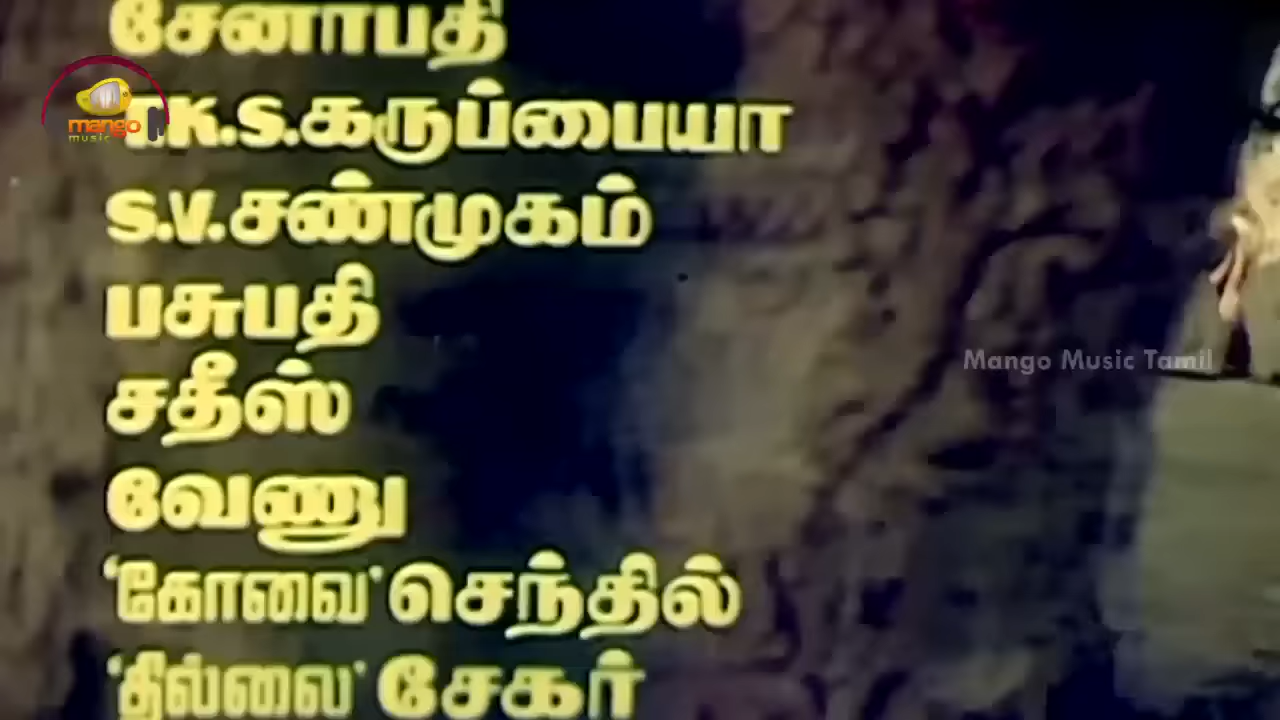 சேனாபதி
T.K.S.கருப்பையா
S.V.சண்முகம்
பசுபதி
சதீஸ்
வேணு
'கோவை' செந்தில்
'தில்லை' சேகர்
mango
music
Mango Music Tamil